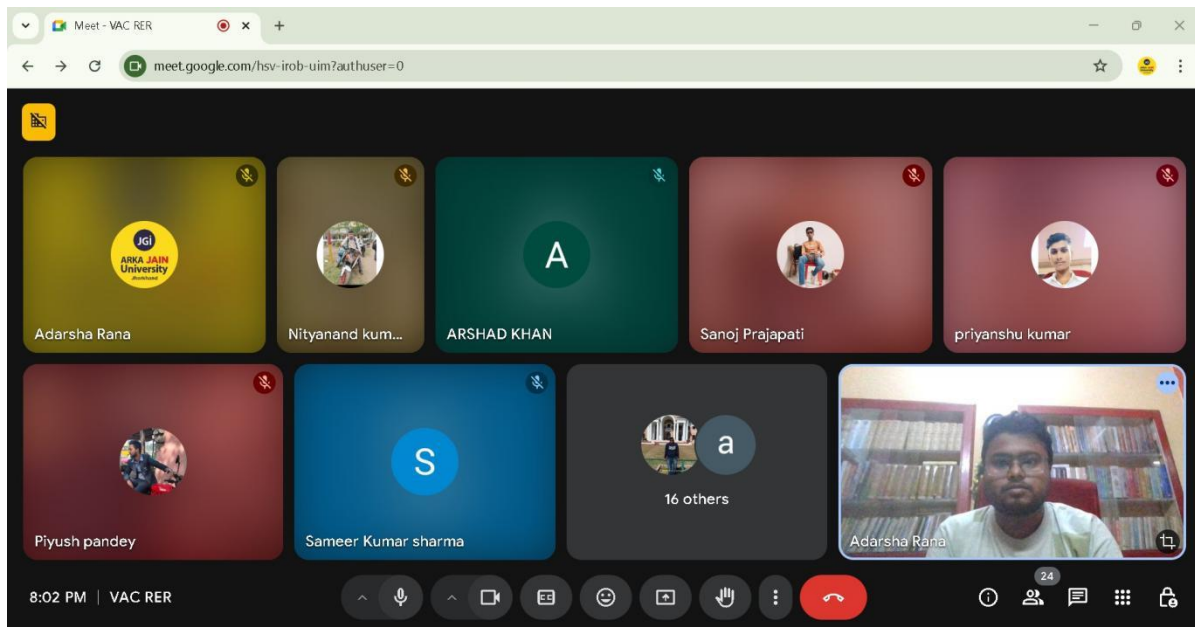 Meet - VAC RER
meet.google.com/hsv-irob-uim?authuser=0
JGi
ARKA JAIN
University
Jharkhand
Adarsha Rana
Nityanand kum...
A
ARSHAD KHAN
Sanoj Prajapati
priyanshu kumar
Piyush pandey
S
Sameer Kumar sharma
a
16 others
Adarsha Rana
24
8:02 PM | VAC RER